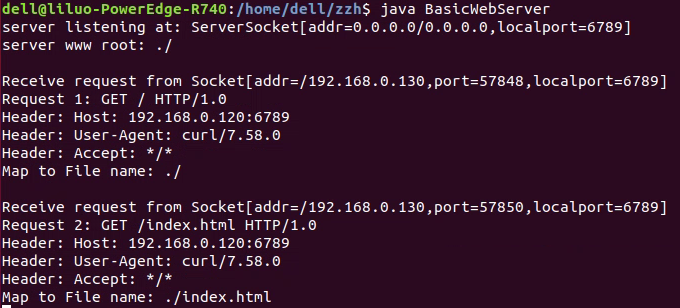 dell@liluo-PowerEdge-R740:/home/dell/zzh$ java BasicWebServer
server listening at: ServerSocket[addr=0.0.0.0/0.0.0.0,localport=6789]
server www root: ./
Receive request from Socket[addr=/192.168.0.130,port=57848,localport=6789]
Request 1: GET / HTTP/1.0
Header: Host: 192.168.0.120:6789
Header: User-Agent: curl/7.58.0
Header: Accept: */*
Map to File name: ./
Receive request from Socket[addr=/192.168.0.130,port=57850,localport=6789]
Request 2: GET /index.html HTTP/1.0
Header: Host: 192.168.0.120:6789
Header: User-Agent: curl/7.58.0
Header: Accept: */*
Map to File name: ./index.html